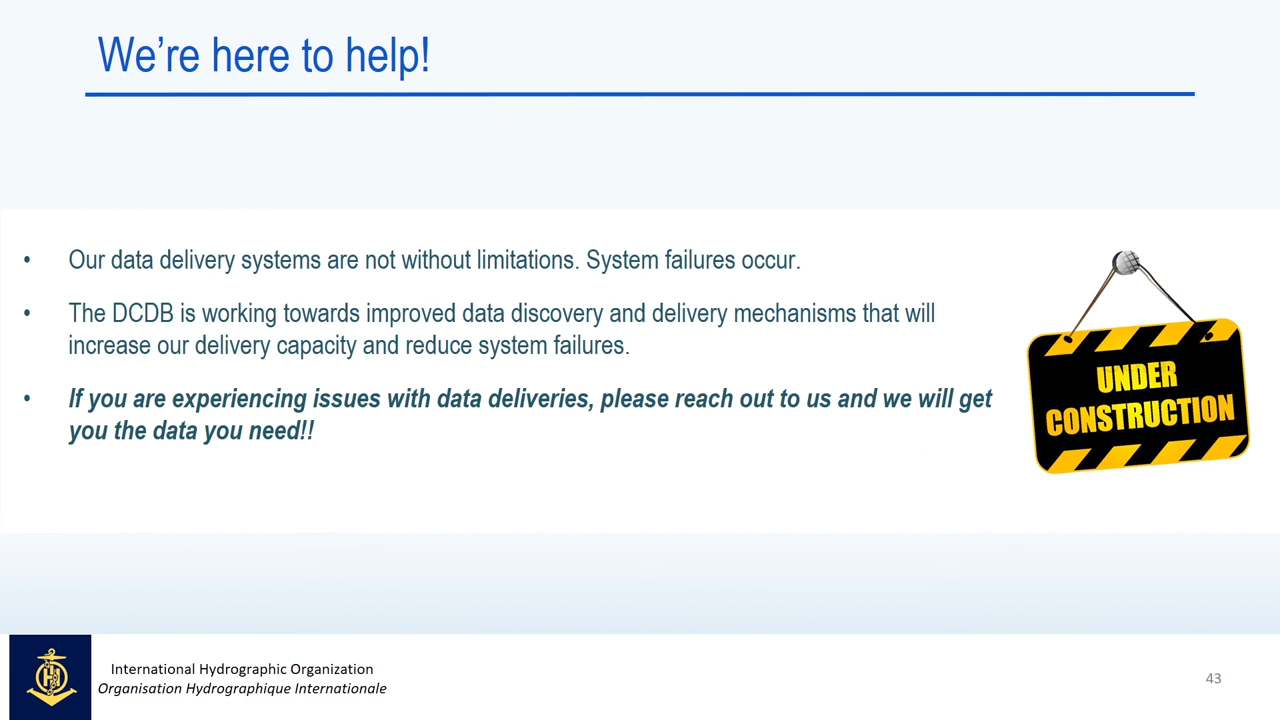 We’re here to help!
• Our data delivery systems are not without limitations. System failures occur.
• The DCDB is working towards improved data discovery and delivery mechanisms that will
increase our delivery capacity and reduce system failures.
• If you are experiencing issues with data deliveries, please reach out to us and we will get
you the data you need!!
UNDER
CONSTRUCTION
International Hydrographic Organization
Organisation Hydrographique Internationale
43